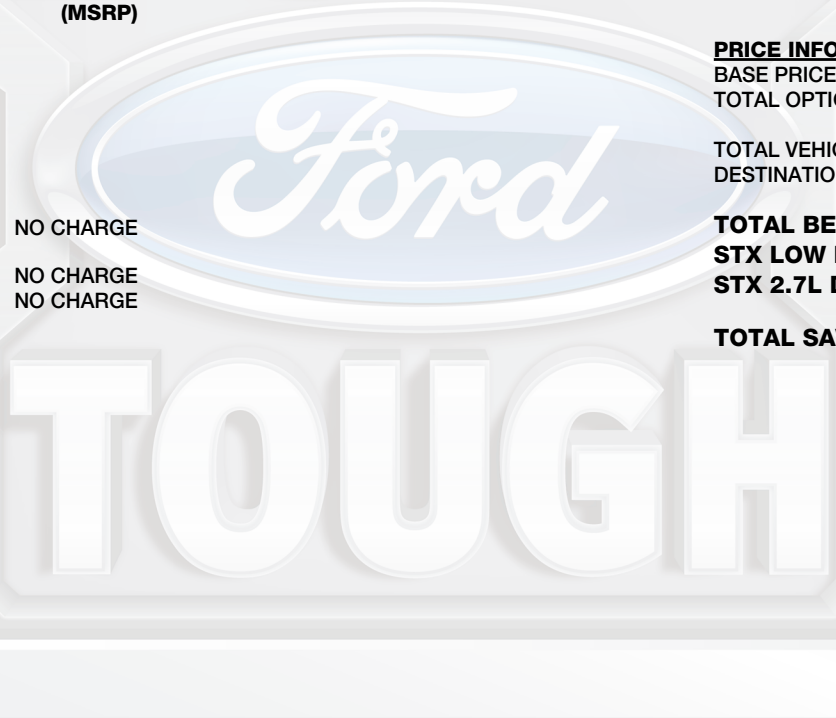 (MSRP)
PRICE INFO
BASE PRICE
TOTAL OPTIO
TOTAL VEHIC
DESTINATIO
NO CHARGE
TOTAL BE
STX LOW
NO CHARGE
STX 2.7L D
NO CHARGE
TOTAL SA
Ford
TOUGH